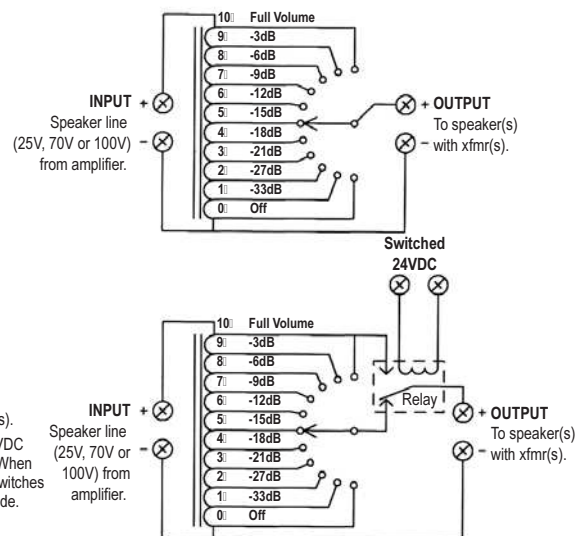 10 Full Volume
9 -3dB
8 -6dB
7 -9dB
6 -12dB
5 -15dB
4 -18dB
3 -21dB
2 -27dB
1 -33dB
0 Off
INPUT +
Speaker line
(25V, 70V or 100V) -
from amplifier.
+ OUTPUT
To speaker(s)
- with xfmr(s).
Switched
24VDC
10 Full Volume
9 -3dB
8 -6dB
7 -9dB
6 -12dB
5 -15dB
4 -18dB
3 -21dB
2 -27dB
1 -33dB
0 Off
Relay
INPUT +
Speaker line
(25V, 70V or -
100V) from
amplifier.
+ OUTPUT
To speaker(s)
- with xfmr(s).
s).
VDC
When
witches
de.